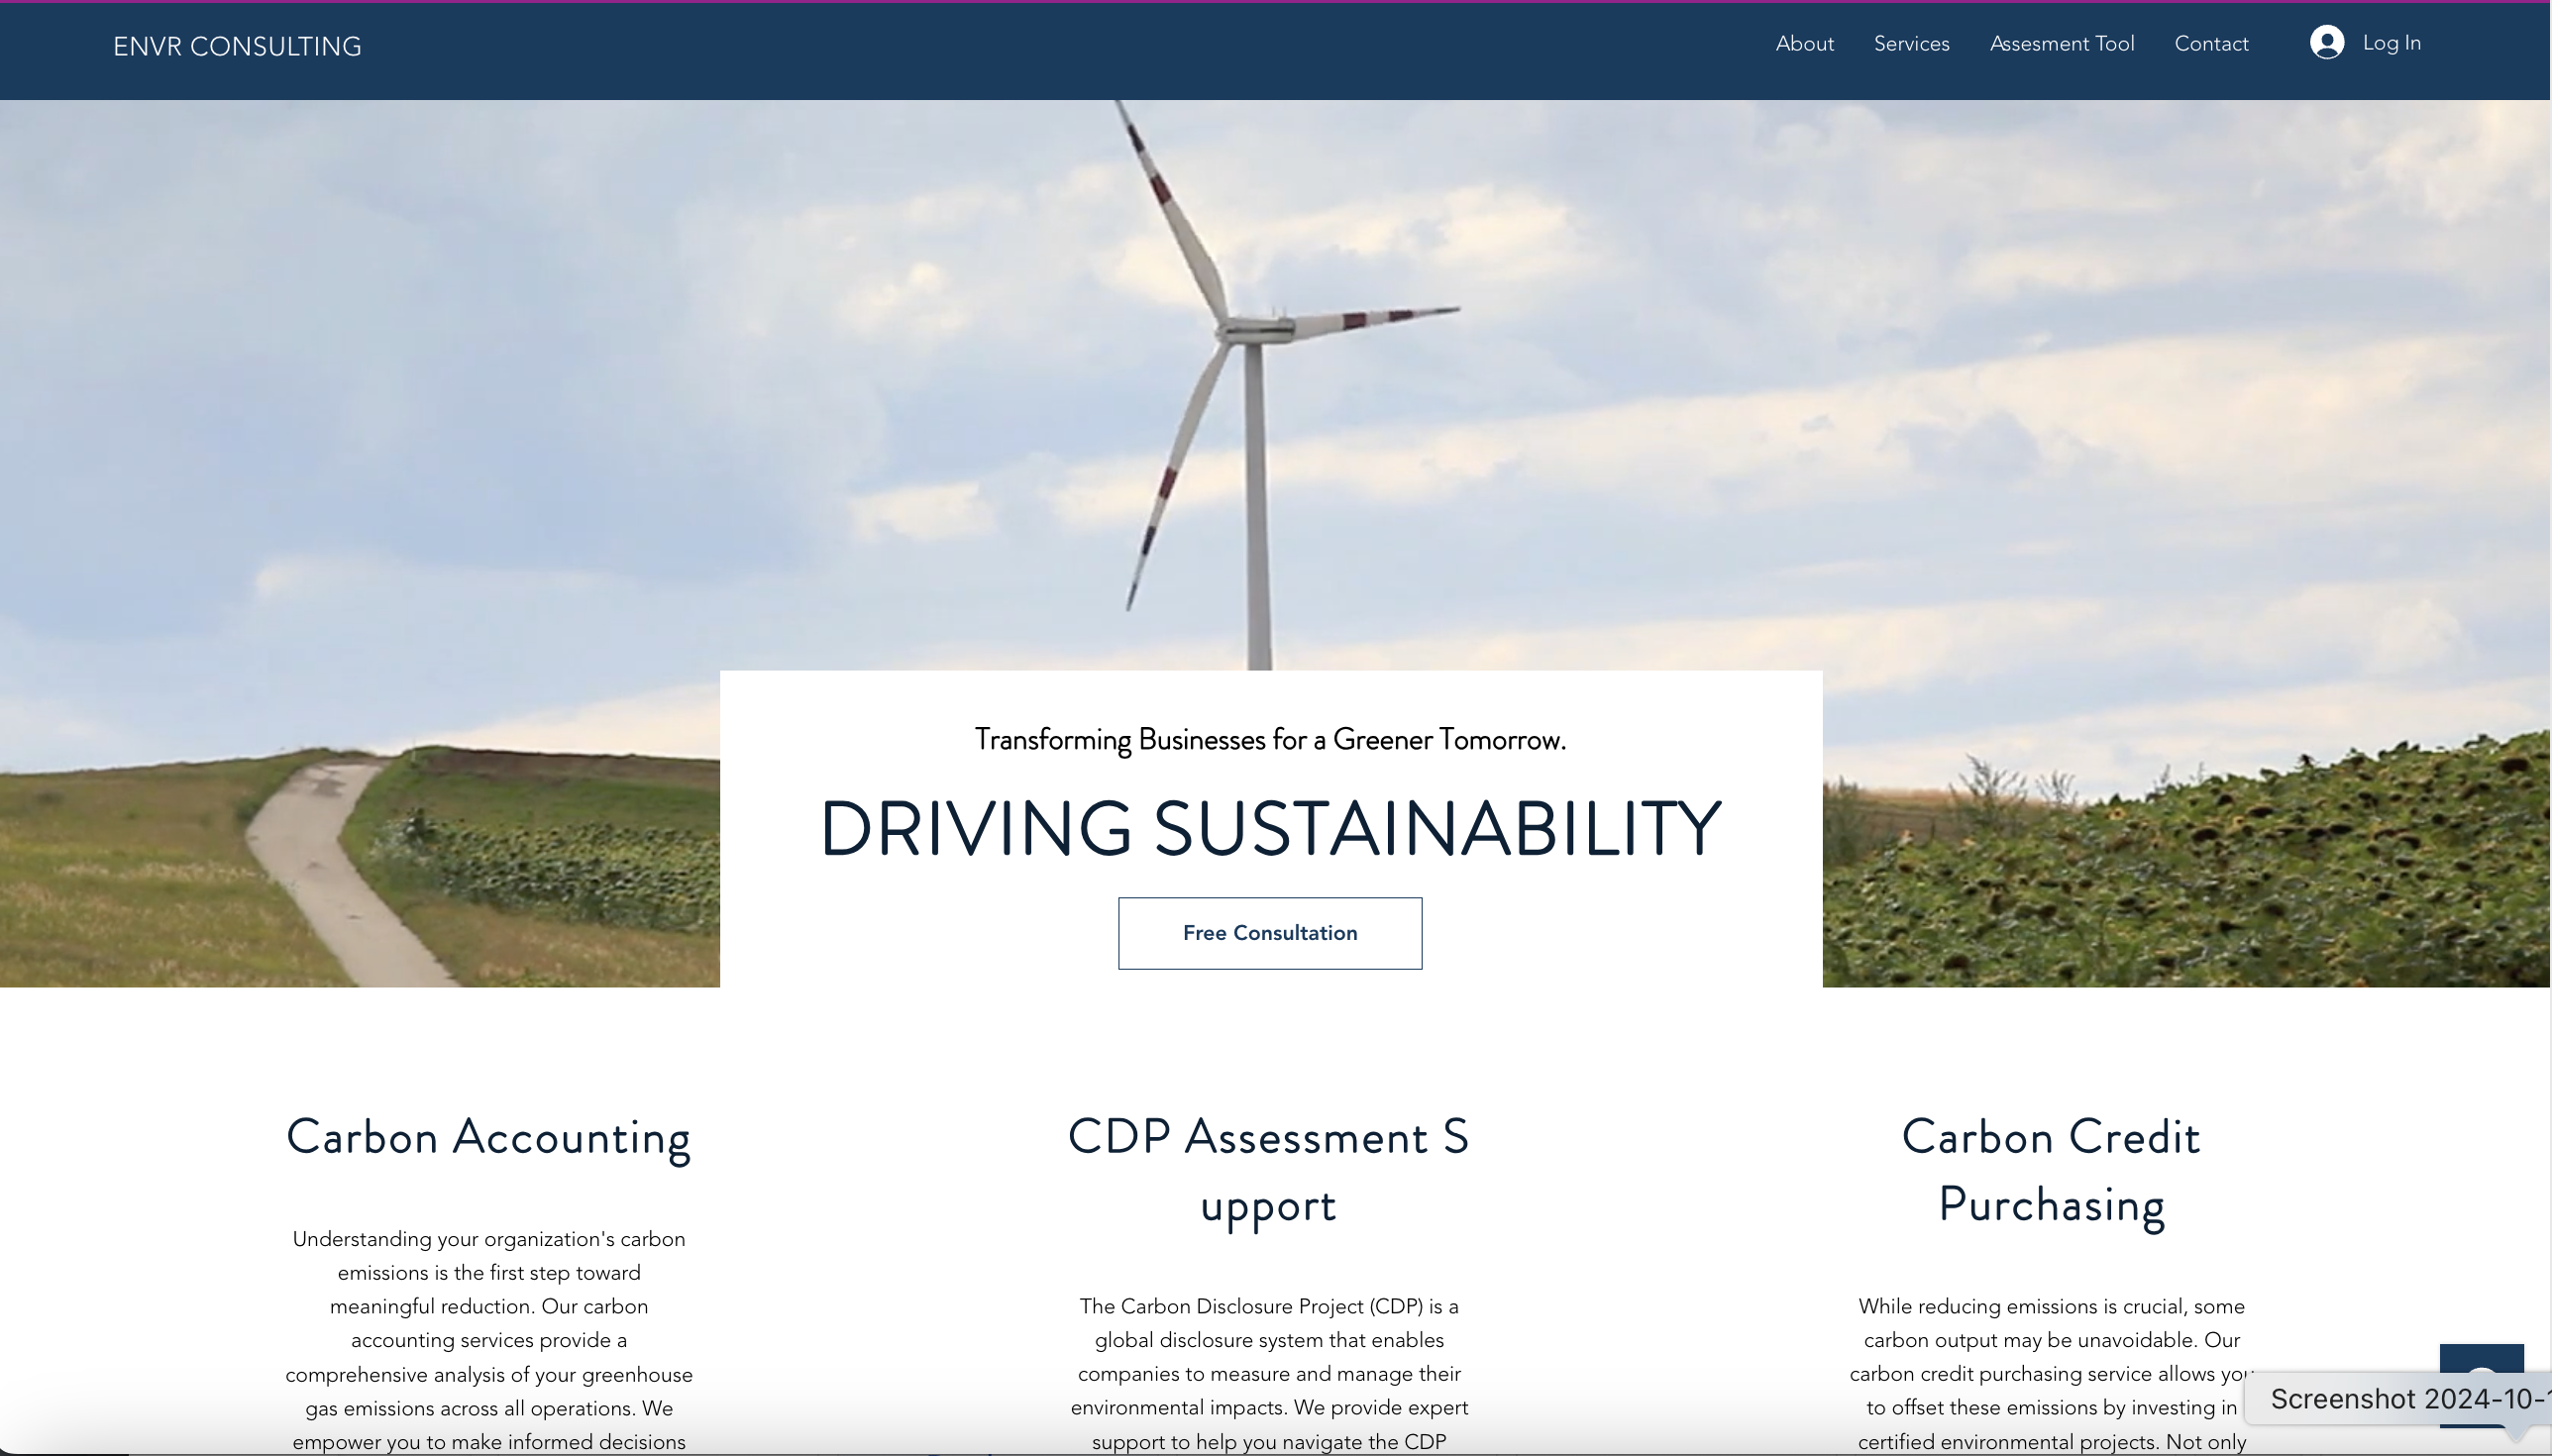 ENVR CONSULTING
About Services Assesment Tool Contact Log In
Transforming Businesses for a Greener Tomorrow.
DRIVING SUSTAINABILITY
Free Consultation
Carbon Accounting
Understanding your organization's carbon
emissions is the first step toward
meaningful reduction. Our carbon
accounting services provide a
comprehensive analysis of your greenhouse
gas emissions across all operations. We
empower you to make informed decisions
CDP Assessment S
upport
The Carbon Disclosure Project (CDP) is a
global disclosure system that enables
companies to measure and manage their
environmental impacts. We provide expert
support to help you navigate the CDP
Carbon Credit
Purchasing
While reducing emissions is crucial, some
carbon output may be unavoidable. Our
carbon credit purchasing service allows you
to offset these emissions by investing in
certified environmental projects. Not only
Screenshot 2024-10-